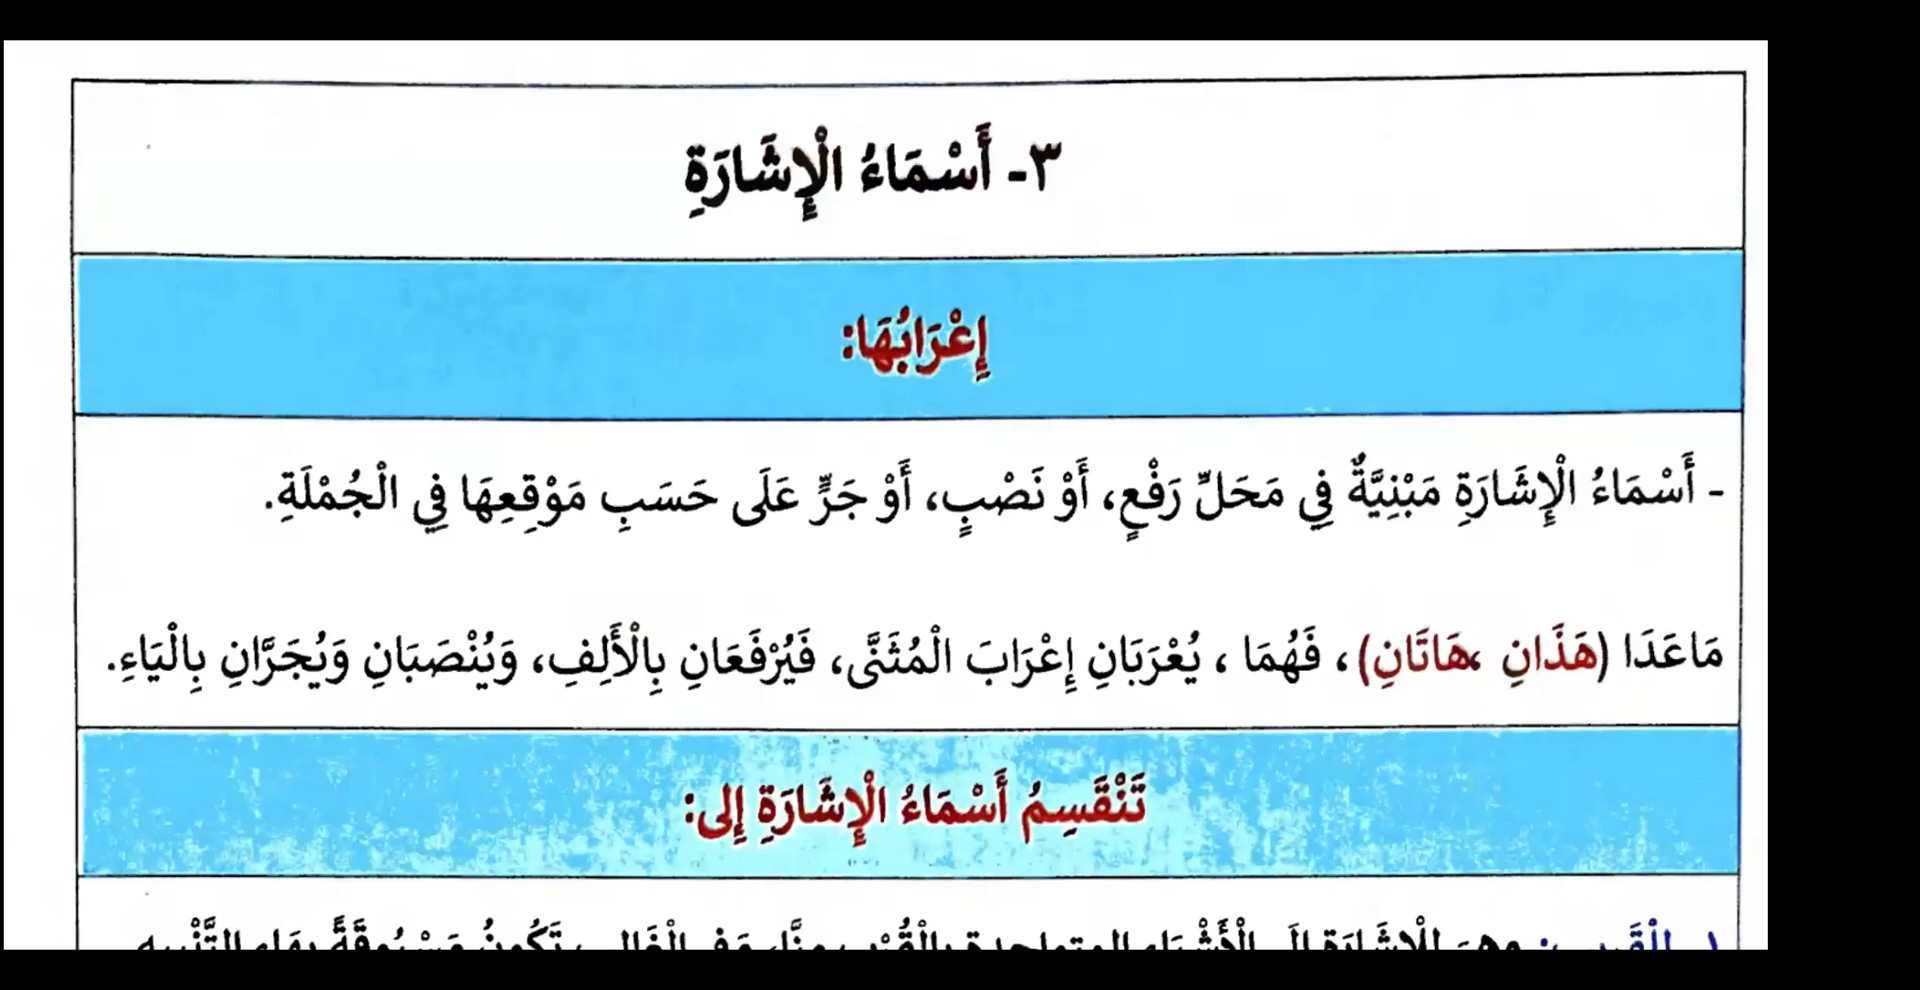 ٣- أَسْمَاءُ الْإِشَارَةِ
إِعْرَابُهَا:
- أَسْمَاءُ الْإِشَارَةِ مَبْنِيَّةٌ فِي مَحَلِّ رَفْعٍ، أَوْ نَصْبٍ، أَوْ جَرٍّ عَلَى حَسَبِ مَوْقِعِهَا فِي الْجُمْلَةِ.
مَاعَدَا (هَذَانِ ،هَاتَانِ)، فَهُمَا ، يُعْرَبَانِ إِعْرَابَ الْمُثَنَّى، فَيُرْفَعَانِ بِالْأَلِفِ، وَيُنْصَبَانِ وَيُجَرَّانِ بِالْيَاءِ.
تَنْقَسِمُ أَسْمَاءُ الْإِشَارَةِ إِلى: